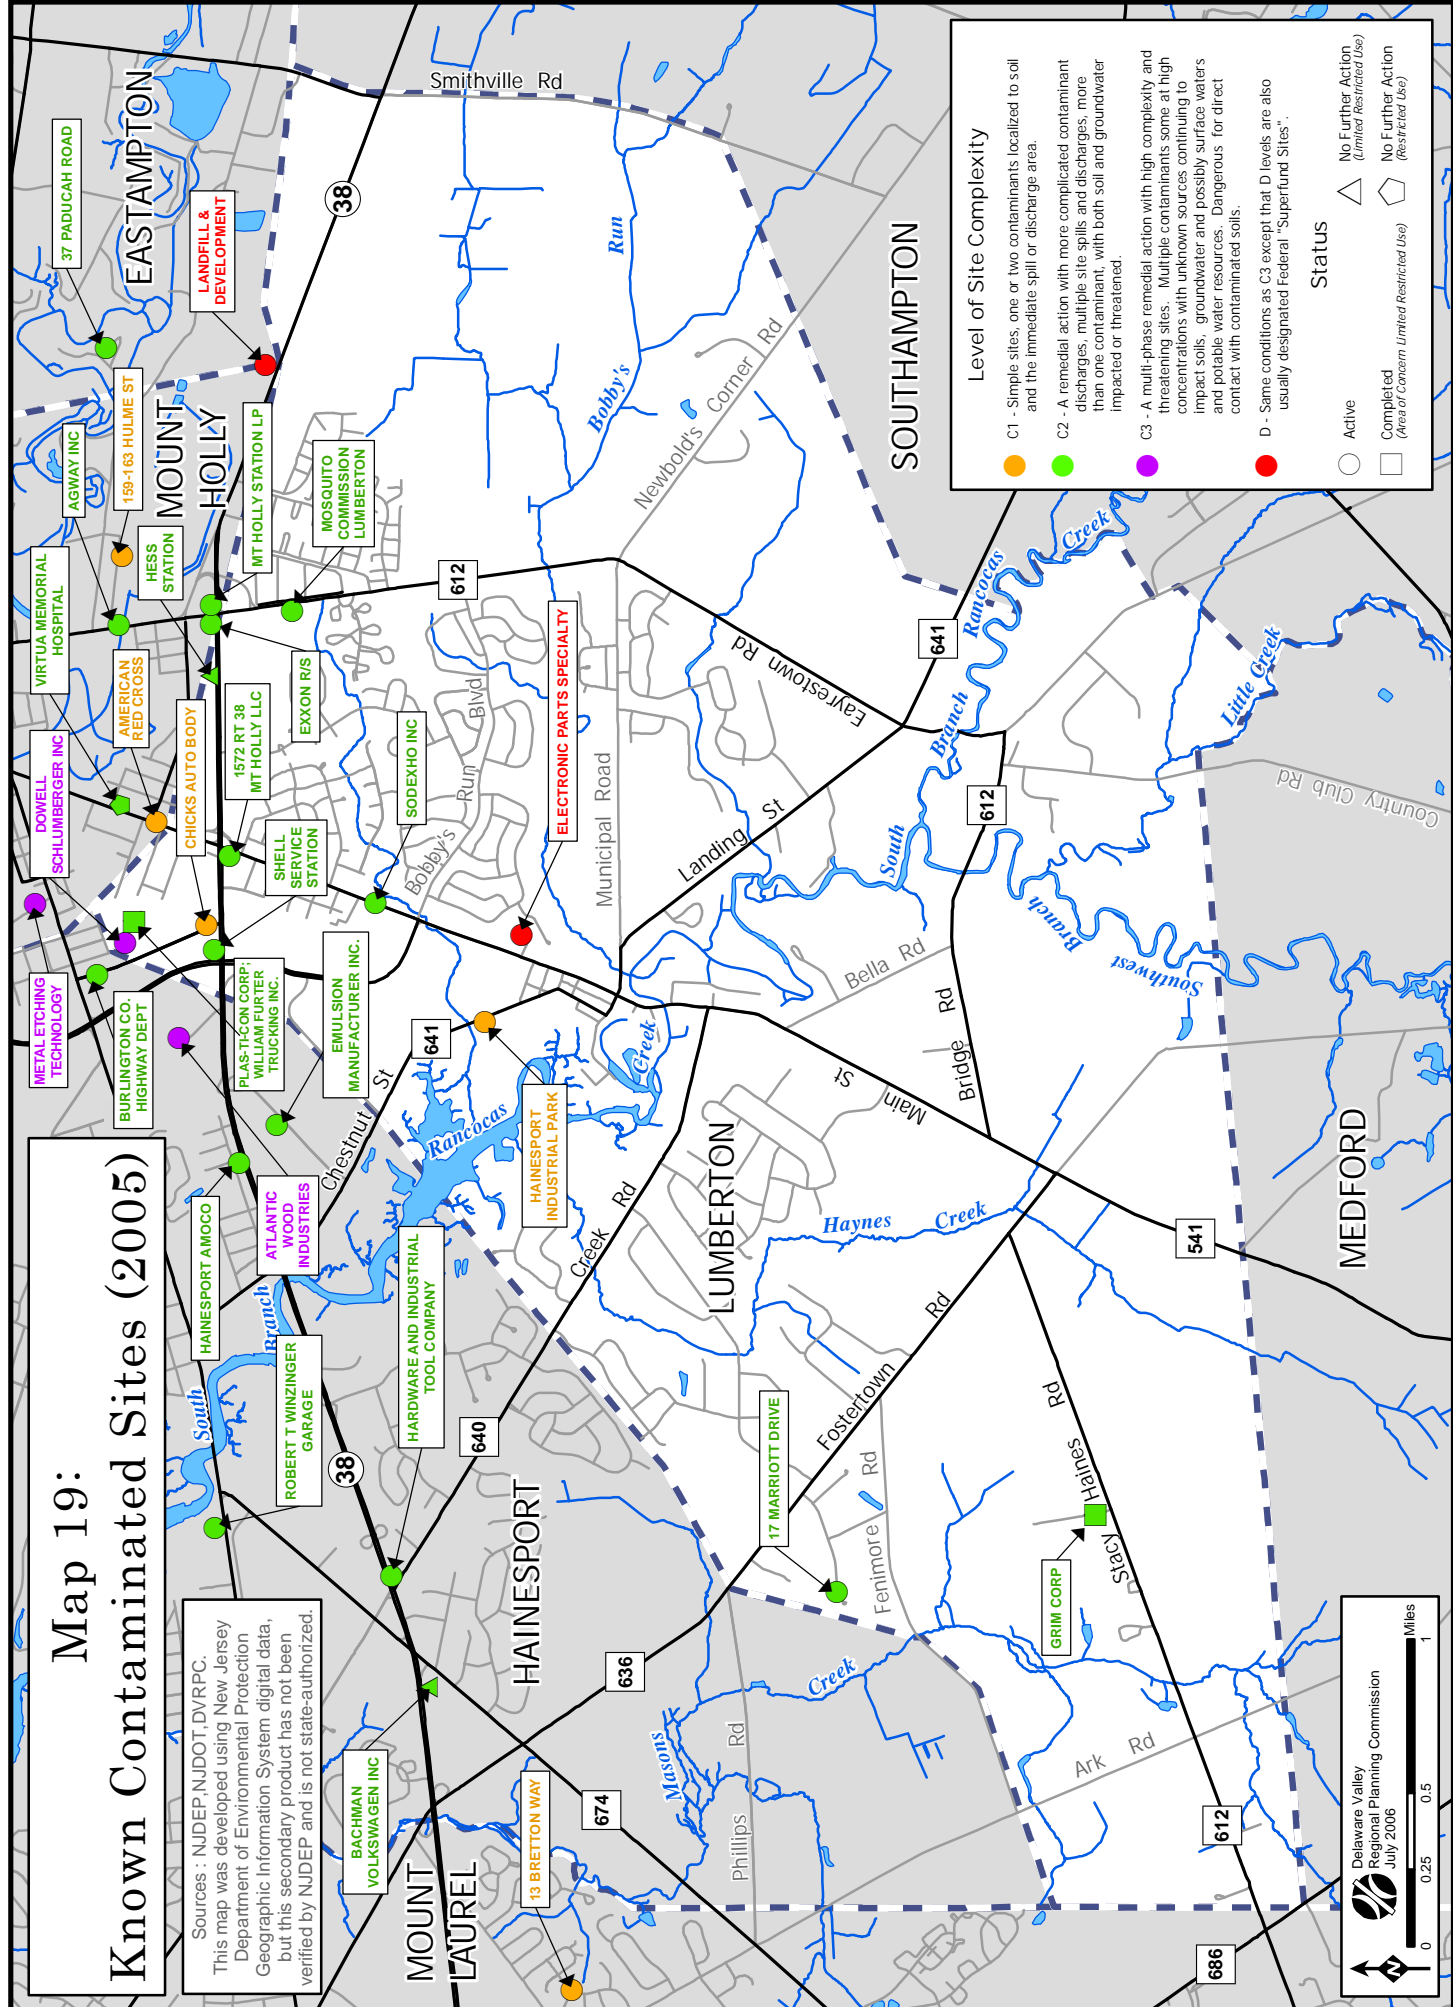 Map 19:
Known Contaminated Sites (2005)
Sources : NJDEP,NJDOT,DVRPC.
This map was developed using New Jersey
Department of Environmental Protection
Geographic Information System digital data,
but this secondary product has not been
verified by NJDEP and is not state-authorized.
METAL ETCHING
TECHNOLOGY
DOWELL
SCHLUMBERGER INC
VIRTUA MEMORIAL
HOSPITAL
AGWAY INC
37 PADUCAH ROAD
EASTAMPTON
BURLINGTON CO.
HIGHWAY DEPT
AMERICAN
RED CROSS
159-163 HULME ST
HESS
STATION
MOUNT
HOLLY
LANDFILL &
DEVELOPMENT
HAINESPORT AMOCO
PLAS-TI-CON CORP;
WILLIAM FURTER
TRUCKING INC.
CHICKS AUTO BODY
1572 RT 38
MT HOLLY LLC
MT HOLLY STATION LP
South
Branch
ATLANTIC
WOOD
INDUSTRIES
SHELL
SERVICE
STATION
EXXON R/S
MOSQUITO
COMMISSION
LUMBERTON
38
ROBERT T WINZINGER
GARAGE
EMULSION
MANUFACTURER INC.
Chestnut St
38
BACHMAN
VOLKSWAGEN INC
HARDWARE AND INDUSTRIAL
TOOL COMPANY
641
SODEXHO INC
Bobby's Run Blvd
612
Smithville Rd
MOUNT
LAUREL
640
Rancocas
Creek
HAINESPORT
13 BRETTON WAY
HAINESPORT
INDUSTRIAL PARK
ELECTRONIC PARTS SPECIALTY
Bobby's Run
674
636
Creek Rd
Municipal Road
Newbold's Corner Rd
Masons
Creek
Phillips Rd
LUMBERTON
Landing St
Eayrestown Rd
17 MARRIOTT DRIVE
Fostertown Rd
Haynes Creek
Main St
Bella Rd
South
Branch
Rancocas
Creek
641
SOUTHAMPTON
Fenimore Rd
Bridge Rd
612
GRIM CORP
Stacy Haines Rd
Ark Rd
Southwest
Branch
Little Creek
Country Club Rd
541
612
686
MEDFORD
Level of Site Complexity
C1 - Simple sites, one or two contaminants localized to soil
and the immediate spill or discharge area.
C2 - A remedial action with more complicated contaminant
discharges, multiple site spills and discharges, more
than one contaminant, with both soil and groundwater
impacted or threatened.
C3 - A multi-phase remedial action with high complexity and
threatening sites. Multiple contaminants some at high
concentrations with unknown sources continuing to
impact soils, groundwater and possibly surface waters
and potable water resources. Dangerous for direct
contact with contaminated soils.
D - Same conditions as C3 except that D levels are also
usually designated Federal "Superfund Sites".
Status
Active
No Further Action
(Limited Restricted Use)
Completed
(Area of Concern Limited Restricted Use)
No Further Action
(Restricted Use)
Delaware Valley
Regional Planning Commission
July 2006
N
0 0.25 0.5 1
Miles